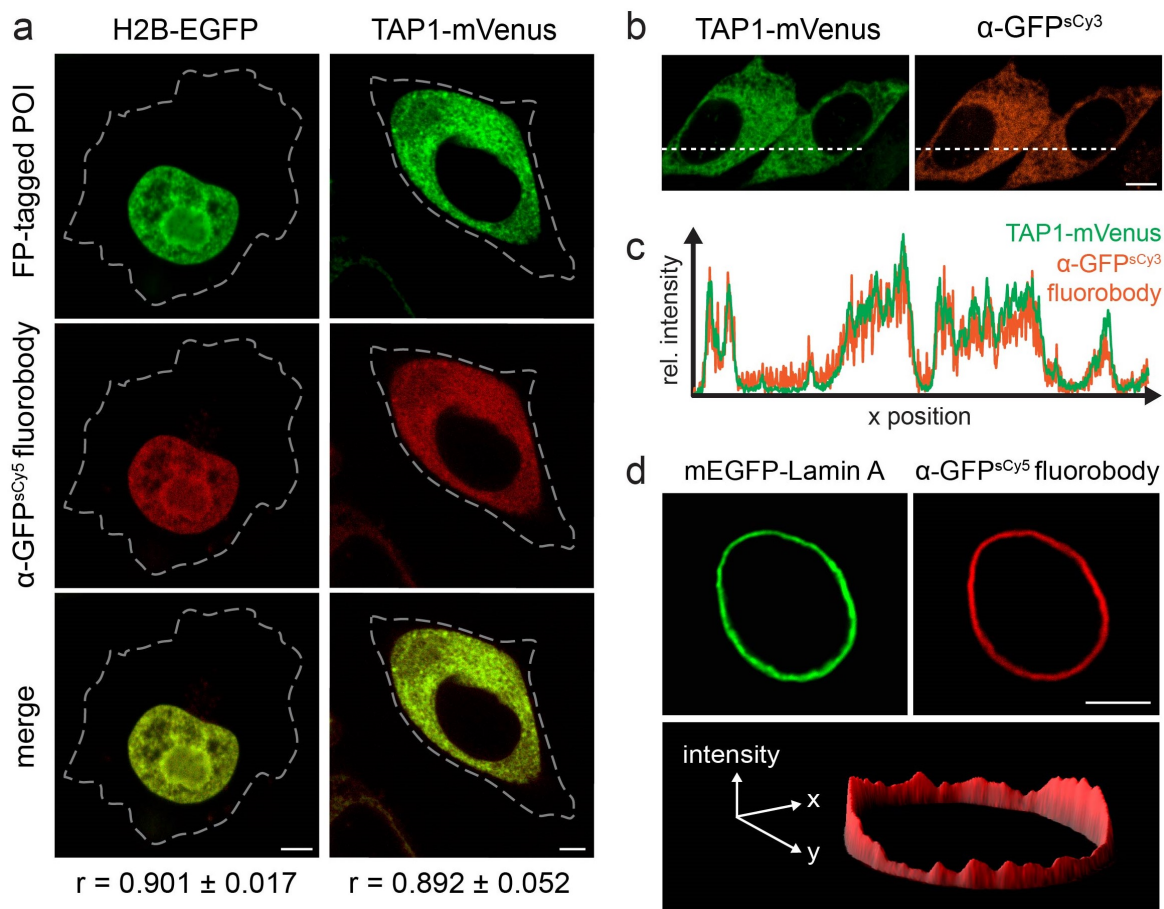 a
H2B-EGFP
TAP1-mVenus
FP-tagged POI
α-GFPsCy5 fluorobody
merge
r = 0.901 ± 0.017
r = 0.892 ± 0.052
b
TAP1-mVenus
α-GFPsCy3
c
TAP1-mVenus
α-GFPsCy3
fluorobody
rel. intensity
x position
d
mEGFP-Lamin A
α-GFPsCy5 fluorobody
intensity
x
y